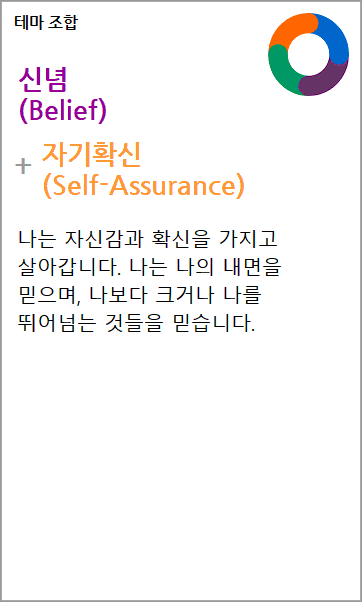 테마 조합
신념
(Belief)
+ 자기확신
(Self-Assurance)
나는 자신감과 확신을 가지고
살아갑니다. 나는 나의 내면을
믿으며, 나보다 크거나 나를
뛰어넘는 것들을 믿습니다.